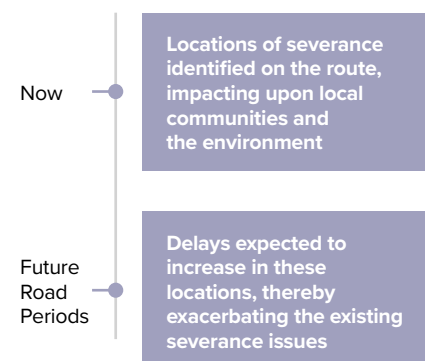 Now
Locations of severance
identified on the route,
impacting upon local
communities and
the environment
Future
Road
Periods
Delays expected to
increase in these
locations, thereby
exacerbating the existing
severance issues